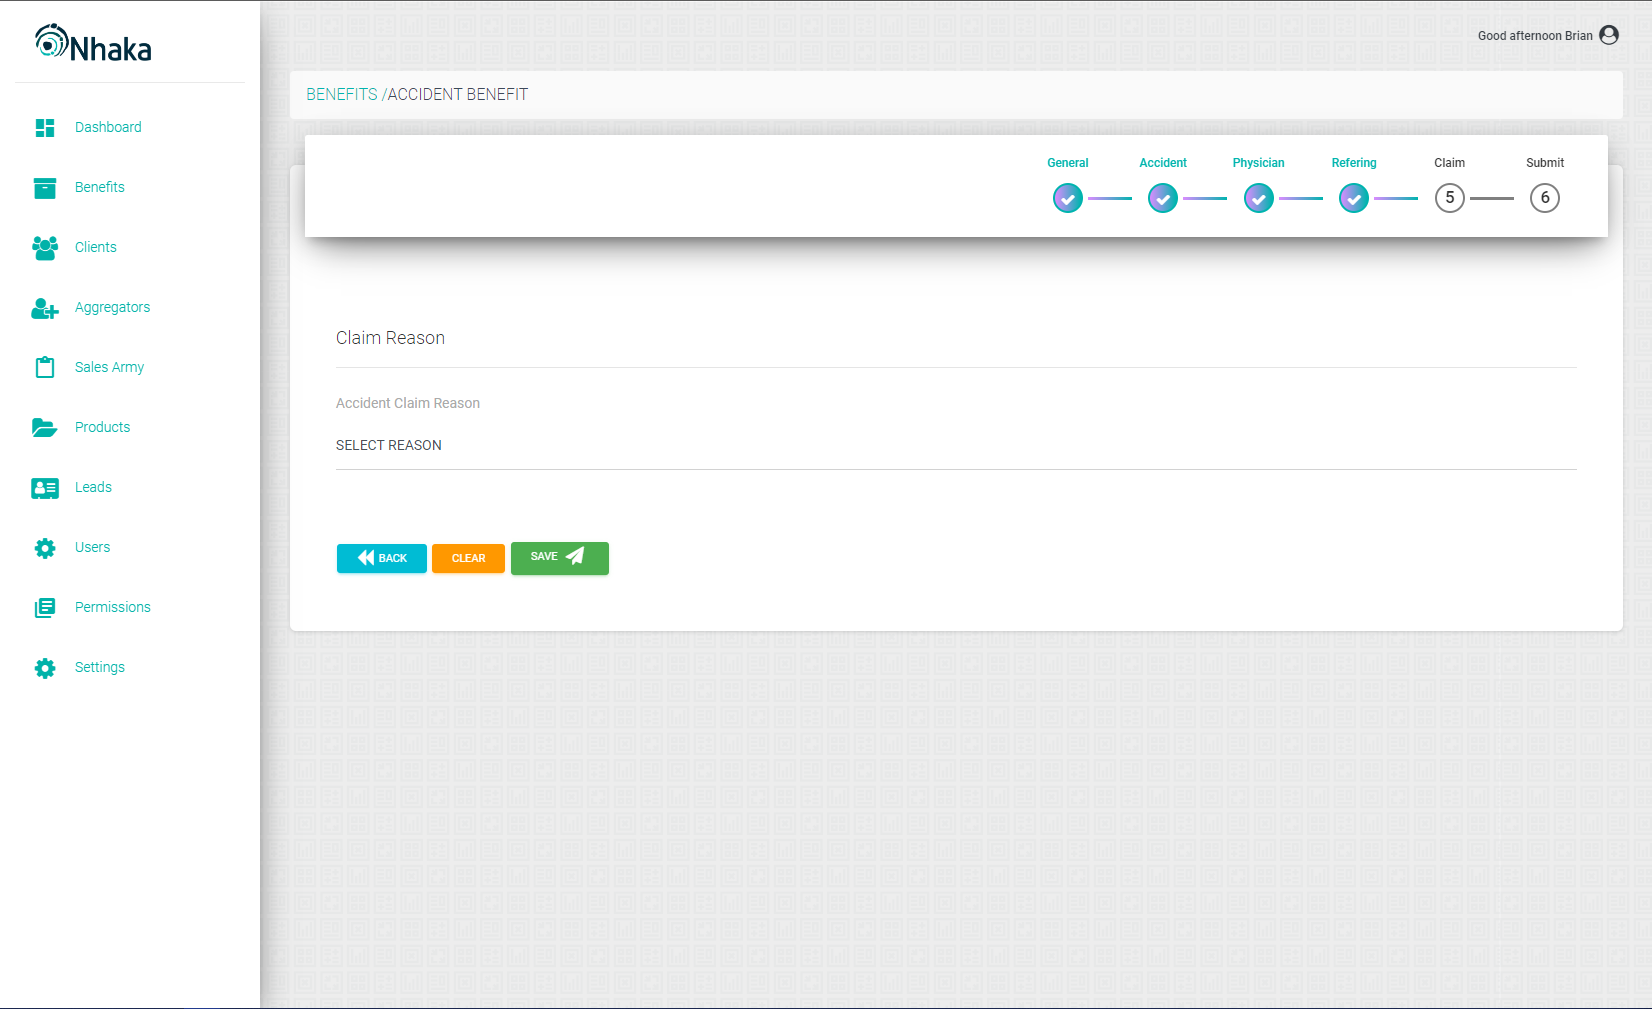 Nhaka
Good afternoon Brian
Dashboard
Benefits
Clients
Aggregators
Sales Army
Products
Leads
Users
Permissions
Settings
BENEFITS /ACCIDENT BENEFIT
General Accident Physician Refering Claim Submit
5 6
Claim Reason
Accident Claim Reason
SELECT REASON
BACK CLEAR SAVE